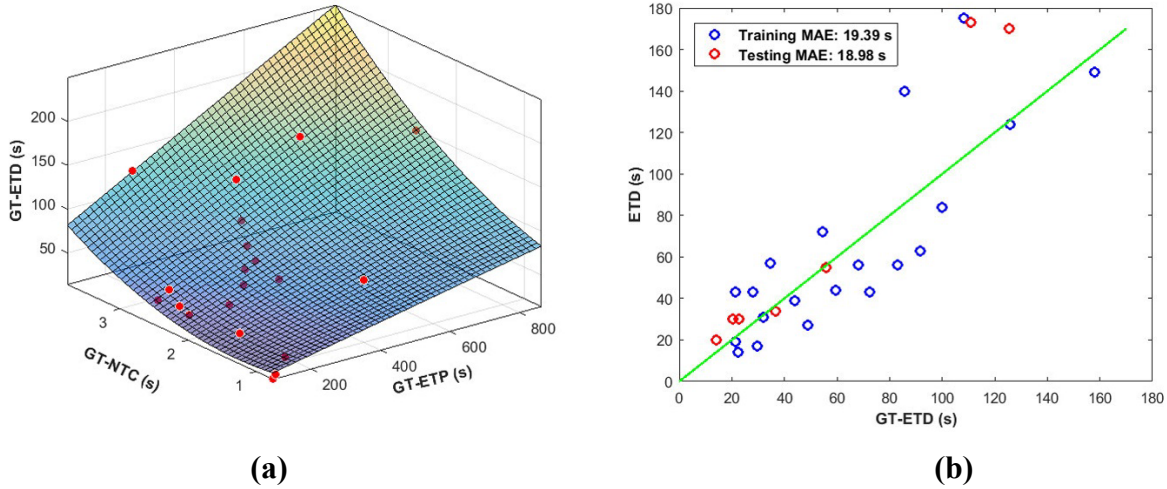 GT-ETD (s)
200
150
100
50
3
2
1
GT-NTC (s)
200
400
600
800
GT-ETP (s)
(a)
180
160
140
120
100
80
60
40
20
0
ETD (s)
Training MAE: 19.39 s
Testing MAE: 18.98 s
0 20 40 60 80 100 120 140 160 180
GT-ETD (s)
(b)